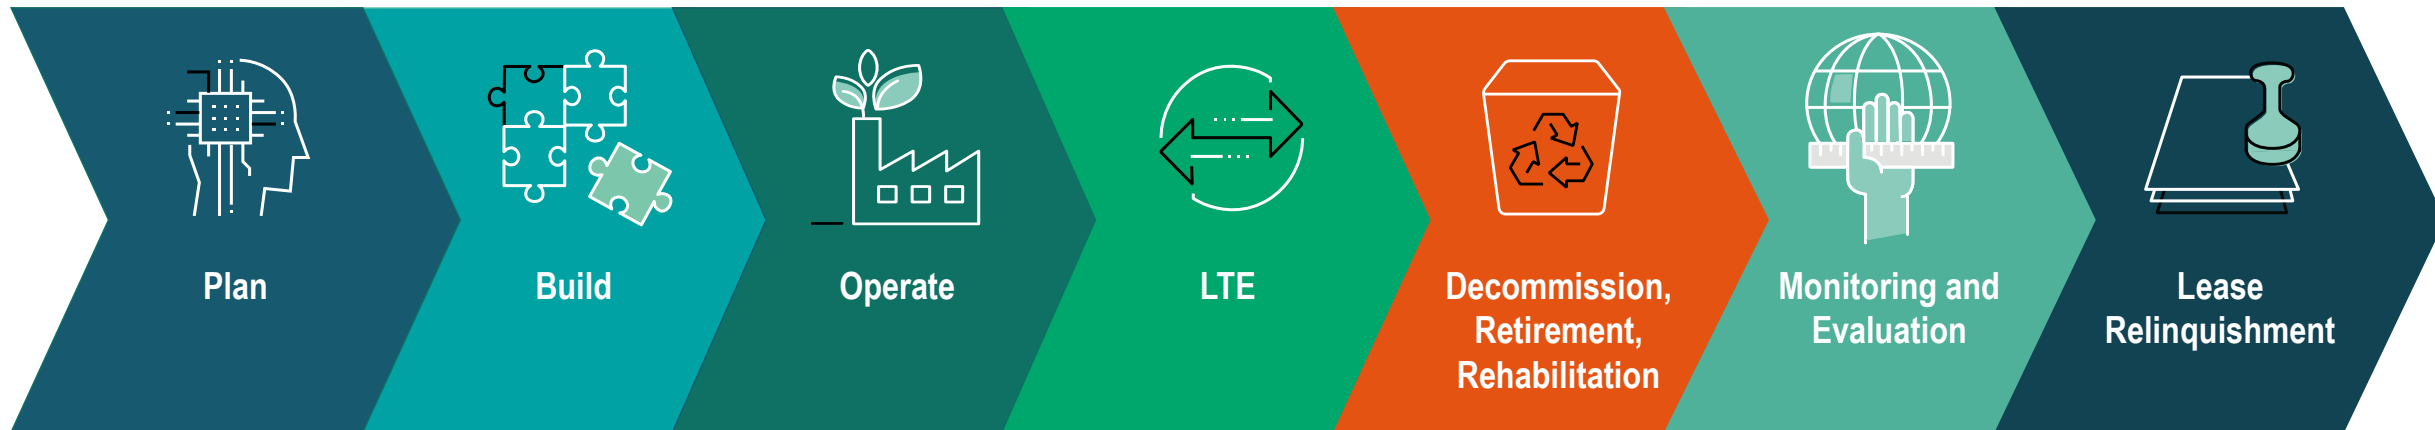 Plan
Build
Operate
LTE
Decommission,
Retirement,
Rehabilitation
Monitoring and
Evaluation
Lease
Relinquishment